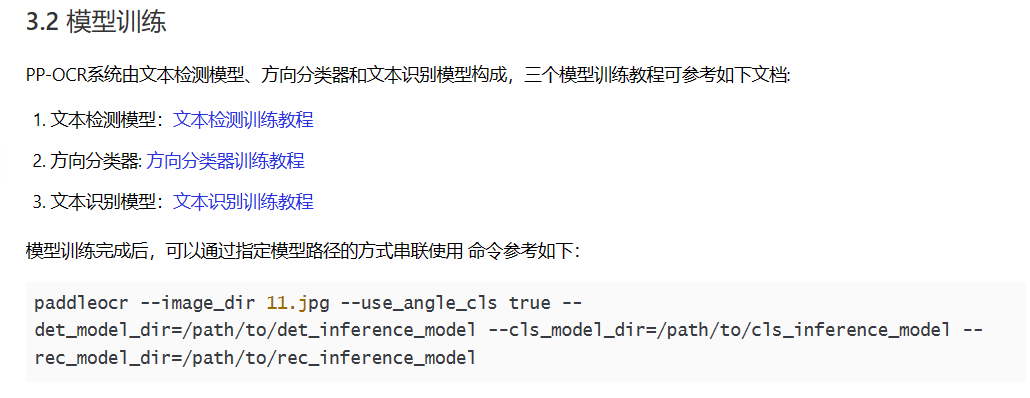 3.2 模型训练
PP-OCR系统由文本检测模型、方向分类器和文本识别模型构成，三个模型训练教程可参考如下文档:
1. 文本检测模型：文本检测训练教程
2. 方向分类器: 方向分类器训练教程
3. 文本识别模型：文本识别训练教程
模型训练完成后，可以通过指定模型路径的方式串联使用 命令参考如下：
paddleocr --image_dir 11.jpg --use_angle_cls true --
det_model_dir=/path/to/det_inference_model --cls_model_dir=/path/to/cls_inference_model --
rec_model_dir=/path/to/rec_inference_model